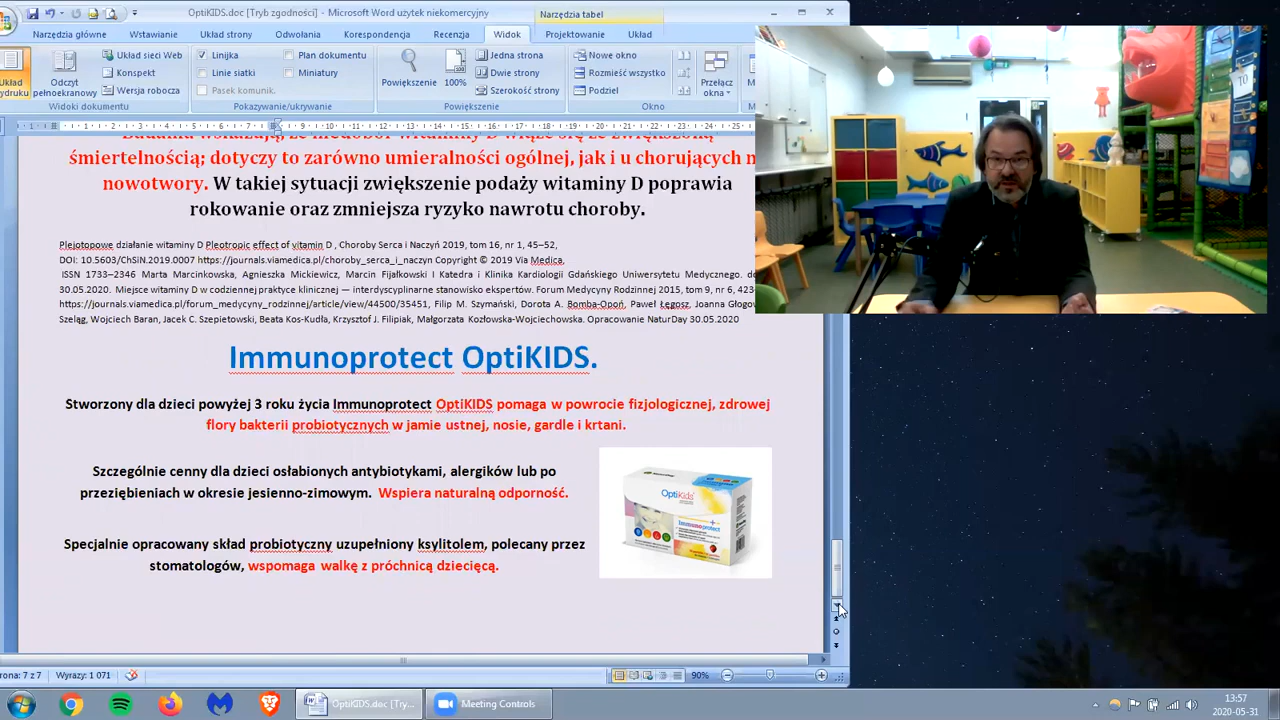 OptiKIDS.doc [Tryb zgodności] - Microsoft Word użytek niekomercyjny
Narzędzia tabel
Narzędzia główne Wstawianie Układ strony Odwołania Korespondencja Recenzja Widok Projektowanie Układ
Układ
wydruku
Odczyt
pełnoekranowy
Układ sieci Web
Konspekt
Wersja robocza
Widoki dokumentu
Linijka
Linie siatki
Pasek komunik.
Plan dokumentu
Miniatury
Pokazywanie/ukrywanie
Powiększenie
100%
Jedna strona
Dwie strony
Szerokość strony
Powiększenie
Nowe okno
Rozmieść wszystko
Podziel
Przełącz
okna
Okno
śmiertelnością; dotyczy to zarówno umieralności ogólnej, jak i u chorujących n
nowotwory. W takiej sytuacji zwiększenie podaży witaminy D poprawia
rokowanie oraz zmniejsza ryzyko nawrotu choroby.
Plejotopowe działanie witaminy D Pleotropic effect of vitamin D , Choroby Serca i Naczyń 2019, tom 16, nr 1, 45–52,
DOI: 10.5603/ChSiN.2019.0007 https://journals.viamedica.pl/choroby_serca_i_naczyn Copyright © 2019 Via Medica,
ISSN 1733–2346 Marta Marcinkowska, Agnieszka Mickiewicz, Marcin Fijałkowski I Katedra i Klinika Kardiologii Gdańskiego Uniwersytetu Medycznego. do
30.05.2020. Miejsce witaminy D w codziennej praktyce klinicznej — interdyscyplinarne stanowisko ekspertów. Forum Medycyny Rodzinnej 2015, tom 9, nr 6, 423
https://journals.viamedica.pl/forum_medycyny_rodzinnej/article/view/44500/35451, Filip M. Szymański, Dorota A. Bomba-Opoń, Paweł Łęgosz, Joanna Głogow
Szeląg, Wojciech Baran, Jacek C. Szepietowski, Beata Kos-Kudła, Krzysztof J. Filipiak, Małgorzata Kozłowska-Wojciechowska. Opracowanie NaturDay 30.05.2020
Immunoprotect OptiKIDS.
Stworzony dla dzieci powyżej 3 roku życia Immunoprotect OptiKIDS pomaga w powrocie fizjologicznej, zdrowej
flory bakterii probiotycznych w jamie ustnej, nosie, gardle i krtani.
Szczególnie cenny dla dzieci osłabionych antybiotykami, alergików lub po
przeziębieniach w okresie jesienno-zimowym. Wspiera naturalną odporność.
OptiKids
Immunoprotect
Specjalnie opracowany skład probiotyczny uzupełniony ksylitolem, polecany przez
stomatologów, wspomaga walkę z próchnicą dziecięcą.
trona: 7 z 7 Wyrazy: 1 071
90%
OptiKIDS.doc [Try...
Meeting Controls
13:57
2020-05-31